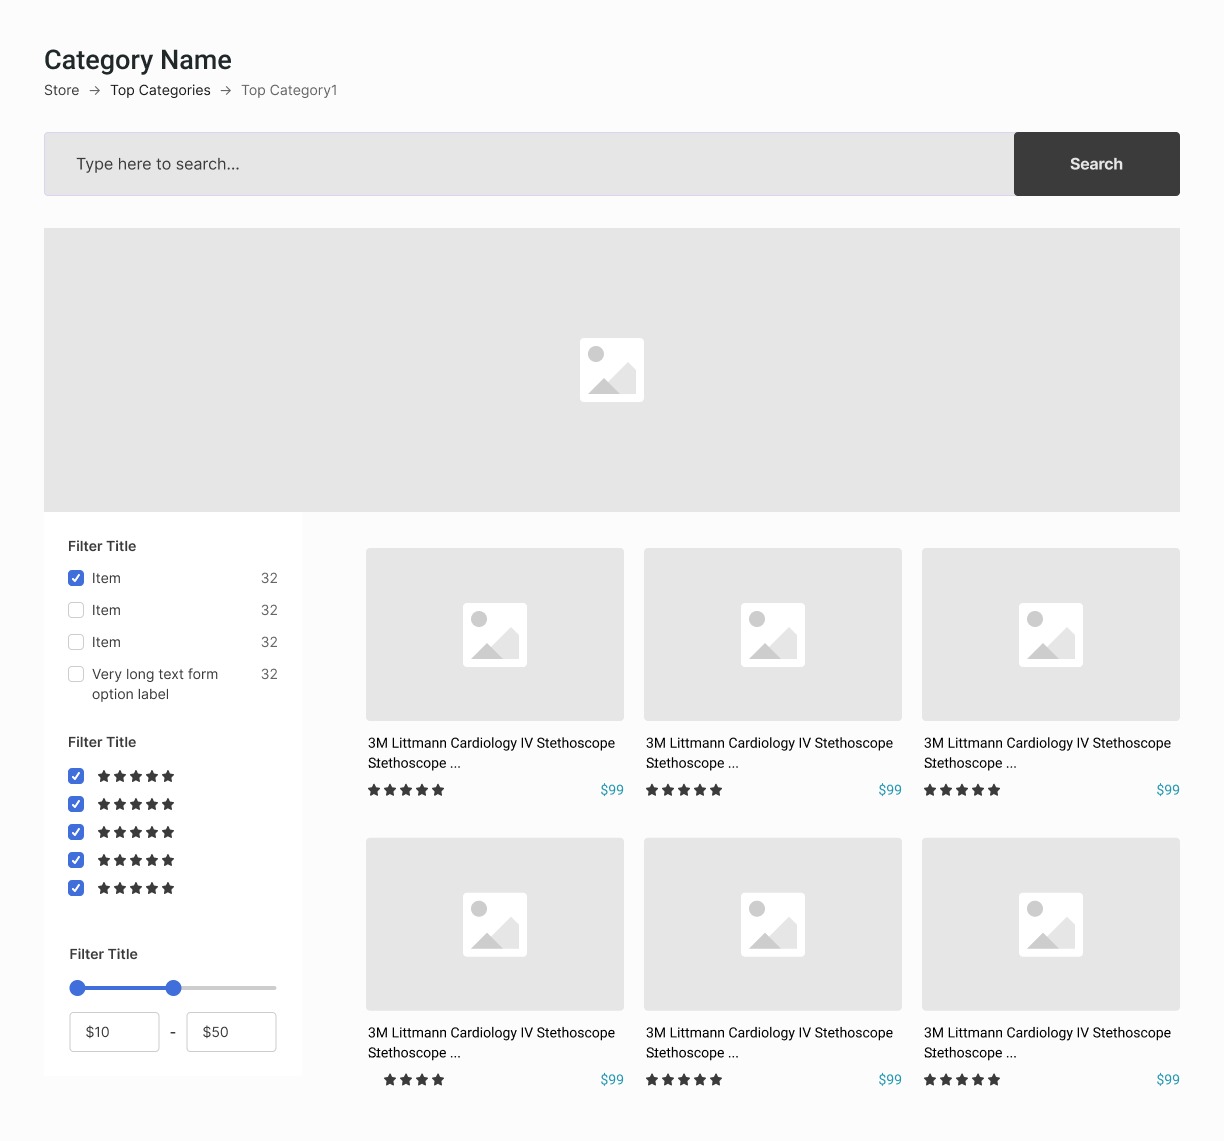 Category Name
Store → Top Categories → Top Category1
Type here to search...
Search
Filter Title
Item 32
Item 32
Item 32
Very long text form 32
option label
Filter Title
Filter Title
$10 - $50
3M Littmann Cardiology IV Stethoscope
Stethoscope ...
$99
3M Littmann Cardiology IV Stethoscope
Stethoscope ...
$99
3M Littmann Cardiology IV Stethoscope
Stethoscope ...
$99
3M Littmann Cardiology IV Stethoscope
Stethoscope ...
$99
3M Littmann Cardiology IV Stethoscope
Stethoscope ...
$99
3M Littmann Cardiology IV Stethoscope
Stethoscope ...
$99